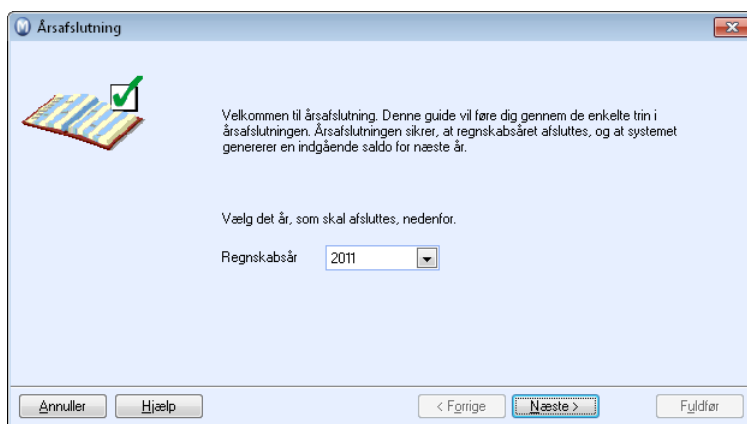 Årsafslutning
Velkommen til årsafslutning. Denne guide vil føre dig gennem de enkelte trin i
årsafslutningen. Årsafslutningen sikrer, at regnskabsåret afsluttes, og at systemet
genererer en indgående saldo for næste år.
Vælg det år, som skal afsluttes, nedenfor.
Regnskabsår 2011
Annuller Hjælp < Forrige Næste > Fuldfør